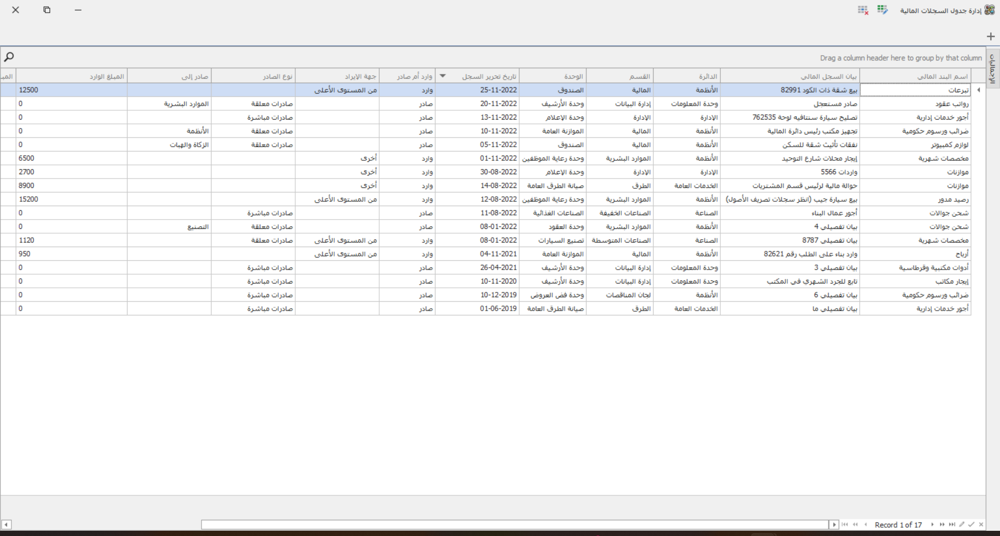 إدارة جدول السجلات المالية
Drag a column header here to group by that column
الإجماليات
اسم البند المالي بيان السجل المالي الدائرة القسم الوحدة تاريخ تحرير السجل وارد أم صادر جهة الإيراد نوع الصادر صادر إلى المبلغ الوارد المب
تبرعات بيع شقة ذات الكود 82991 الأنظمة المالية الصندوق 25-11-2022 وارد من المستوى الأعلى 12500
رواتب عقود صادر مستعجل وحدة المعلومات إدارة البيانات وحدة الأرشيف 20-11-2022 صادر صادرات معلقة الموارد البشرية 0
أجور خدمات إدارية تصليح سيارة سنتافيه لوحة 762535 الإدارة الإدارة وحدة الإعلام 13-11-2022 صادر صادرات مباشرة 0
ضرائب ورسوم حكومية تجهيز مكتب رئيس دائرة المالية الأنظمة المالية الموازنة العامة 10-11-2022 صادر صادرات معلقة الأنظمة 0
لوازم كمبيوتر نفقات تأثيث شقة للسكن الأنظمة المالية الصندوق 05-11-2022 صادر صادرات معلقة الزكاة والهبات 0
مخصصات شهرية إيجار محلات شارع التوحيد الأنظمة الموارد البشرية وحدة رعاية الموظفين 01-11-2022 وارد أخرى 6500
موازنات واردات 5566 الإدارة الإدارة وحدة الإعلام 30-08-2022 وارد أخرى 2700
موازنات حوالة مالية لرئيس قسم المشتريات الخدمات العامة الطرق صيانة الطرق العامة 14-08-2022 وارد أخرى 8900
رصيد مدور بيع سيارة جيب (انظر سجلات تصريف الأصول) الأنظمة الموارد البشرية وحدة رعاية الموظفين 12-08-2022 وارد من المستوى الأعلى 15200
شحن جوالات أجور عمال البناء الصناعة الصناعات الخفيفة الصناعات الغذائية 11-08-2022 صادر صادرات مباشرة 0
شحن جوالات بيان تفصيلي 4 الأنظمة الموارد البشرية وحدة العقود 08-01-2022 صادر صادرات معلقة التصنيع 0
مخصصات شهرية بيان تفصيلي 8787 الصناعة الصناعات المتوسطة تصنيع السيارات 08-01-2022 وارد من المستوى الأعلى صادرات معلقة 1120
أرباح وارد بناء على الطلب رقم 82621 الأنظمة المالية الموازنة العامة 04-11-2021 وارد من المستوى الأعلى 950
أدوات مكتبية وقرطاسية بيان تفصيلي 3 وحدة المعلومات إدارة البيانات وحدة الأرشيف 26-04-2021 صادر صادرات مباشرة 0
إيجار مكاتب تابع للجرد الشهري في المكتب وحدة المعلومات إدارة البيانات وحدة الأرشيف 10-11-2020 صادر صادرات مباشرة 0
ضرائب ورسوم حكومية بيان تفصيلي 6 الأنظمة لجان المناقصات وحدة فض العروض 10-12-2019 صادر صادرات مباشرة 0
أجور خدمات إدارية بيان تفصيلي ما الخدمات العامة الطرق صيانة الطرق العامة 01-06-2019 صادر صادرات مباشرة 0
Record 1 of 17